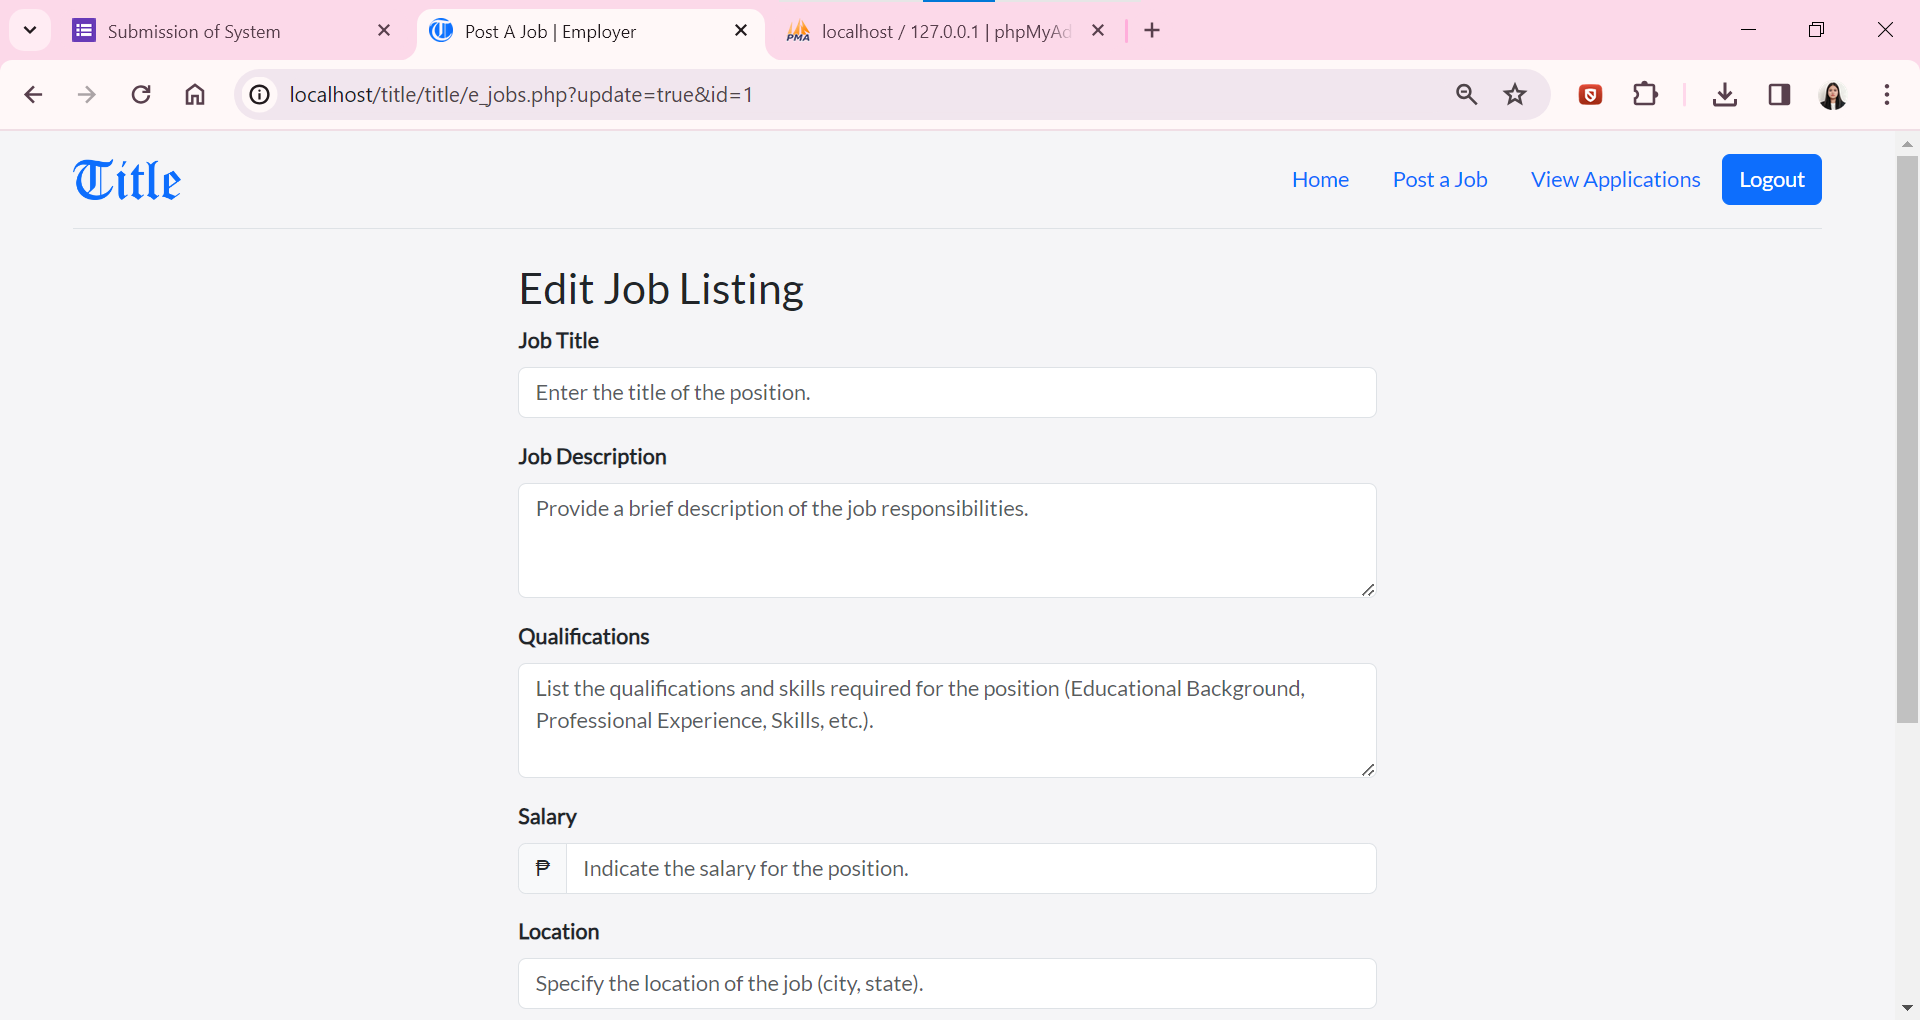 Submission of System
Post A Job | Employer
localhost / 127.0.0.1 | phpMyAd
localhost/title/title/e_jobs.php?update=true&id=1
Title
Home
Post a Job
View Applications
Logout
Edit Job Listing
Job Title
Enter the title of the position.
Job Description
Provide a brief description of the job responsibilities.
Qualifications
List the qualifications and skills required for the position (Educational Background,
Professional Experience, Skills, etc.).
Salary
₱ Indicate the salary for the position.
Location
Specify the location of the job (city, state).